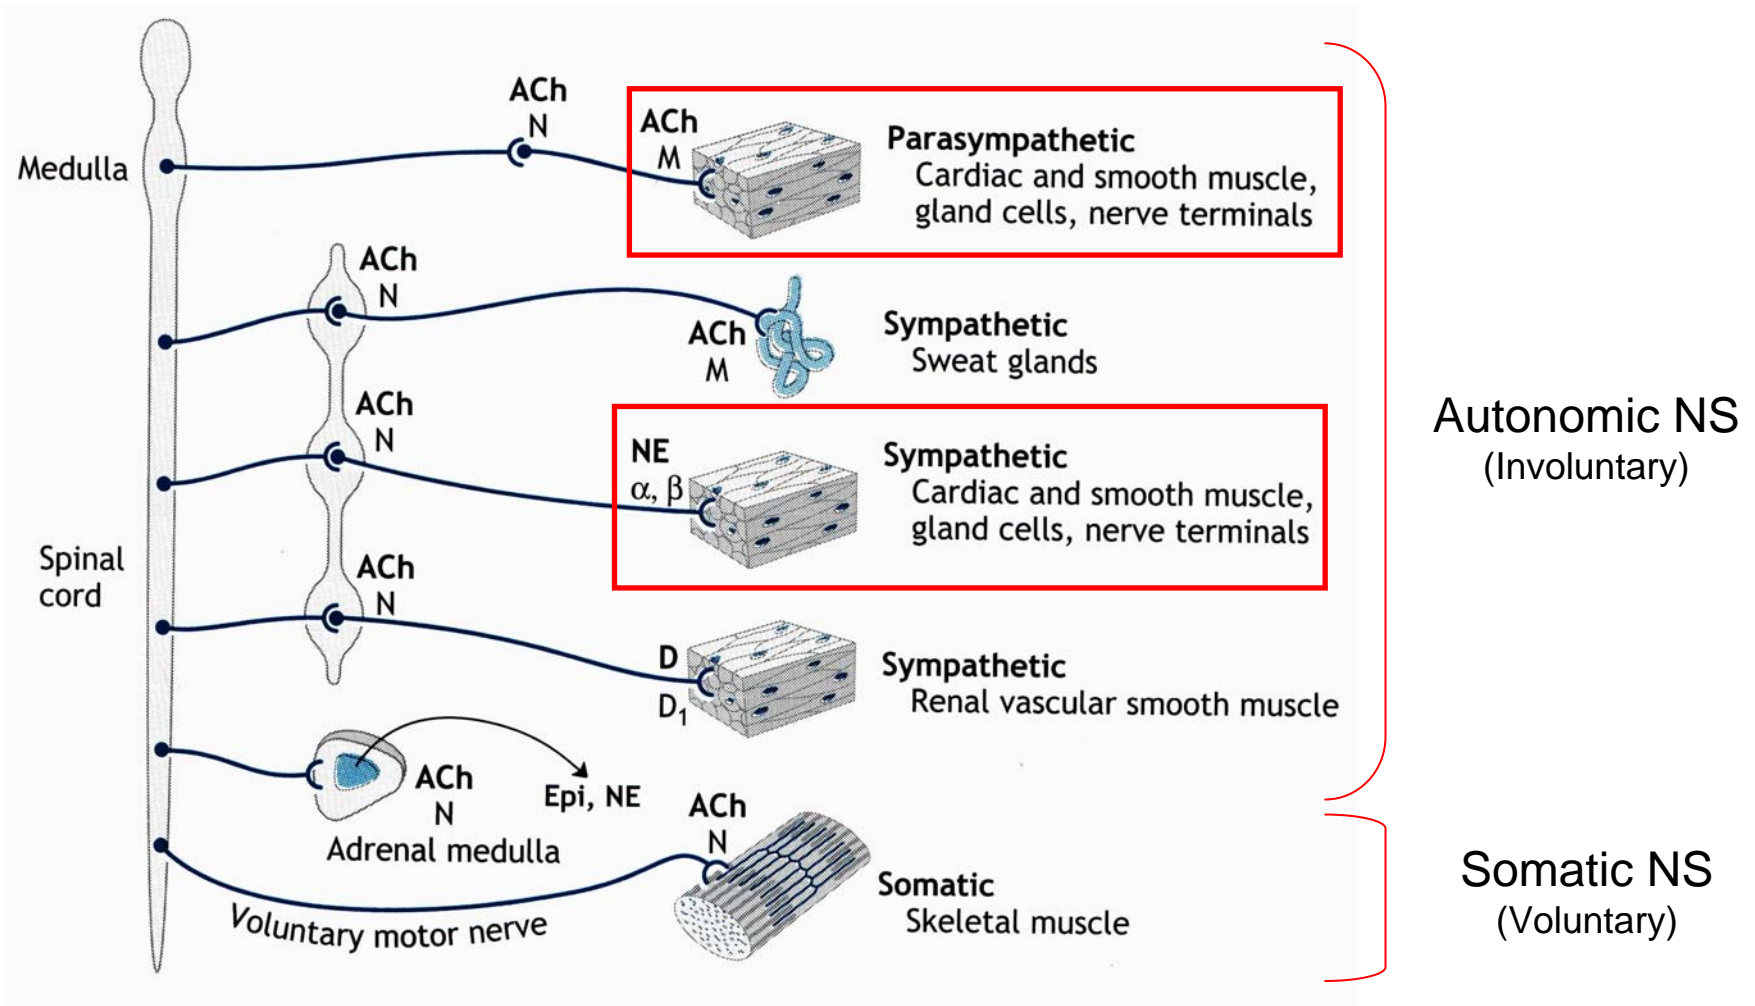 Medulla
ACh
N
ACh
M
Parasympathetic
Cardiac and smooth muscle,
gland cells, nerve terminals
ACh
N
ACh
M
Sympathetic
Sweat glands
ACh
N
NE
α, β
Sympathetic
Cardiac and smooth muscle,
gland cells, nerve terminals
Autonomic NS
(Involuntary)
Spinal
cord
ACh
N
D
D₁
Sympathetic
Renal vascular smooth muscle
ACh
N
Adrenal medulla
Epi, NE
ACh
N
Voluntary motor nerve
Somatic
Skeletal muscle
Somatic NS
(Voluntary)